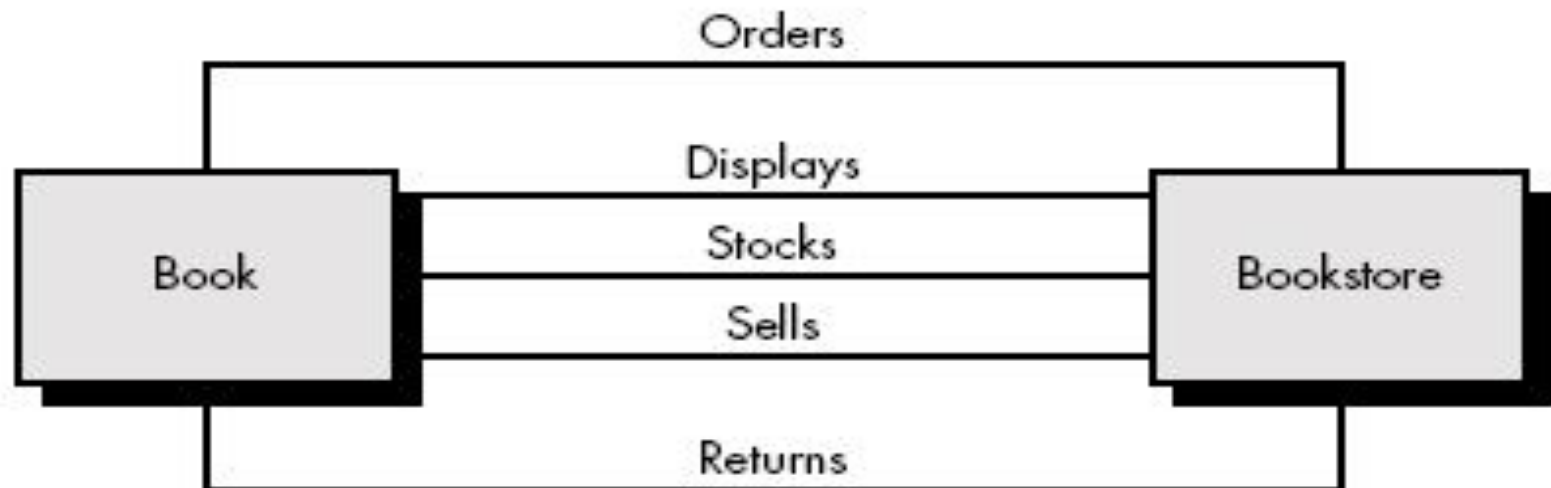 Orders
Displays
Stocks
Book
Bookstore
Sells
Returns